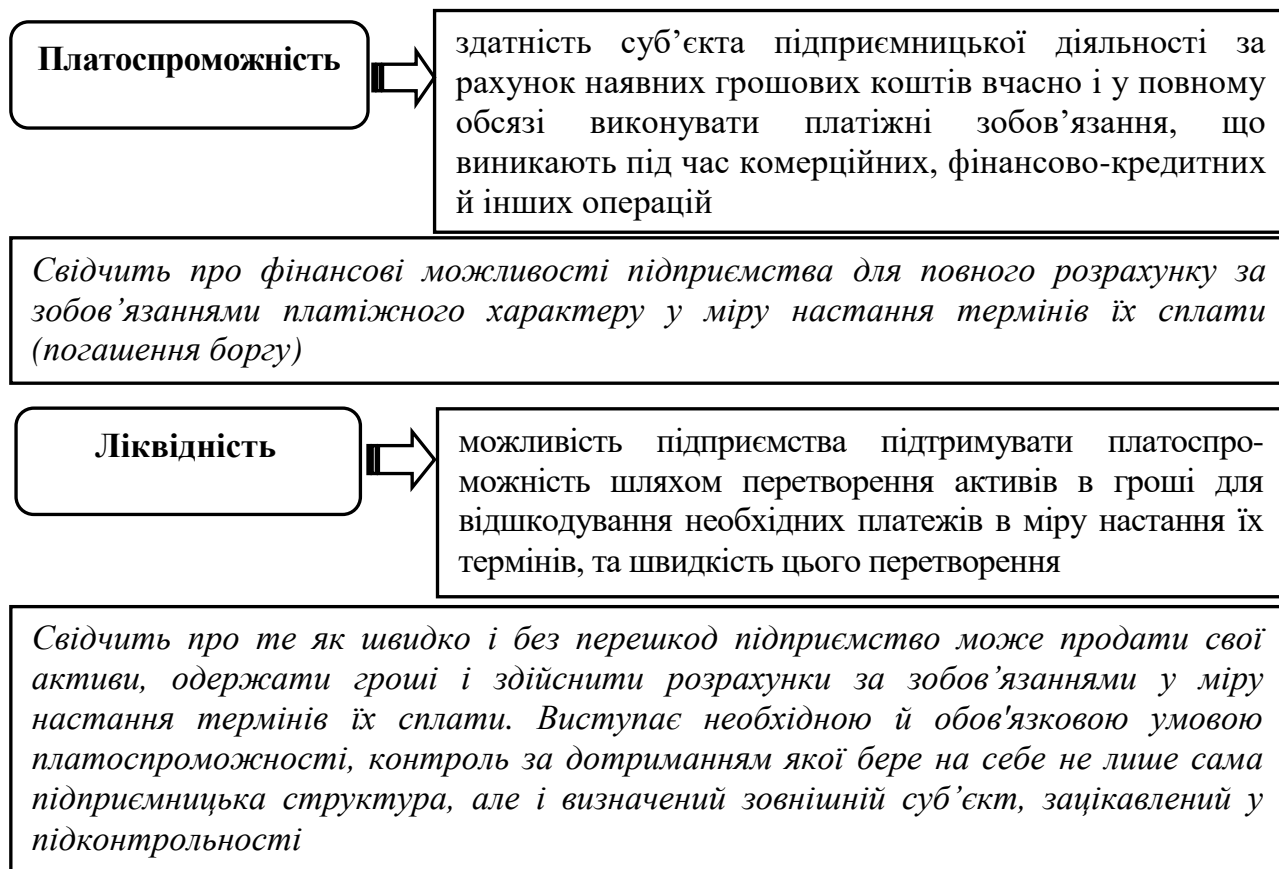 Платоспроможність
здатність суб’єкта підприємницької діяльності за
рахунок наявних грошових коштів вчасно і у повному
обсязі виконувати платіжні зобов’язання, що
виникають під час комерційних, фінансово-кредитних
й інших операцій
Свідчить про фінансові можливості підприємства для повного розрахунку за
зобов’язаннями платіжного характеру у міру настання термінів їх сплати
(погашення боргу)
Ліквідність
можливість підприємства підтримувати платоспро-
можність шляхом перетворення активів в гроші для
відшкодування необхідних платежів в міру настання їх
термінів, та швидкість цього перетворення
Свідчить про те як швидко і без перешкод підприємство може продати свої
активи, одержати гроші і здійснити розрахунки за зобов’язаннями у міру
настання термінів їх сплати. Виступає необхідною й обов'язковою умовою
платоспроможності, контроль за дотриманням якої бере на себе не лише сама
підприємницька структура, але і визначений зовнішній суб’єкт, зацікавлений у
підконтрольності